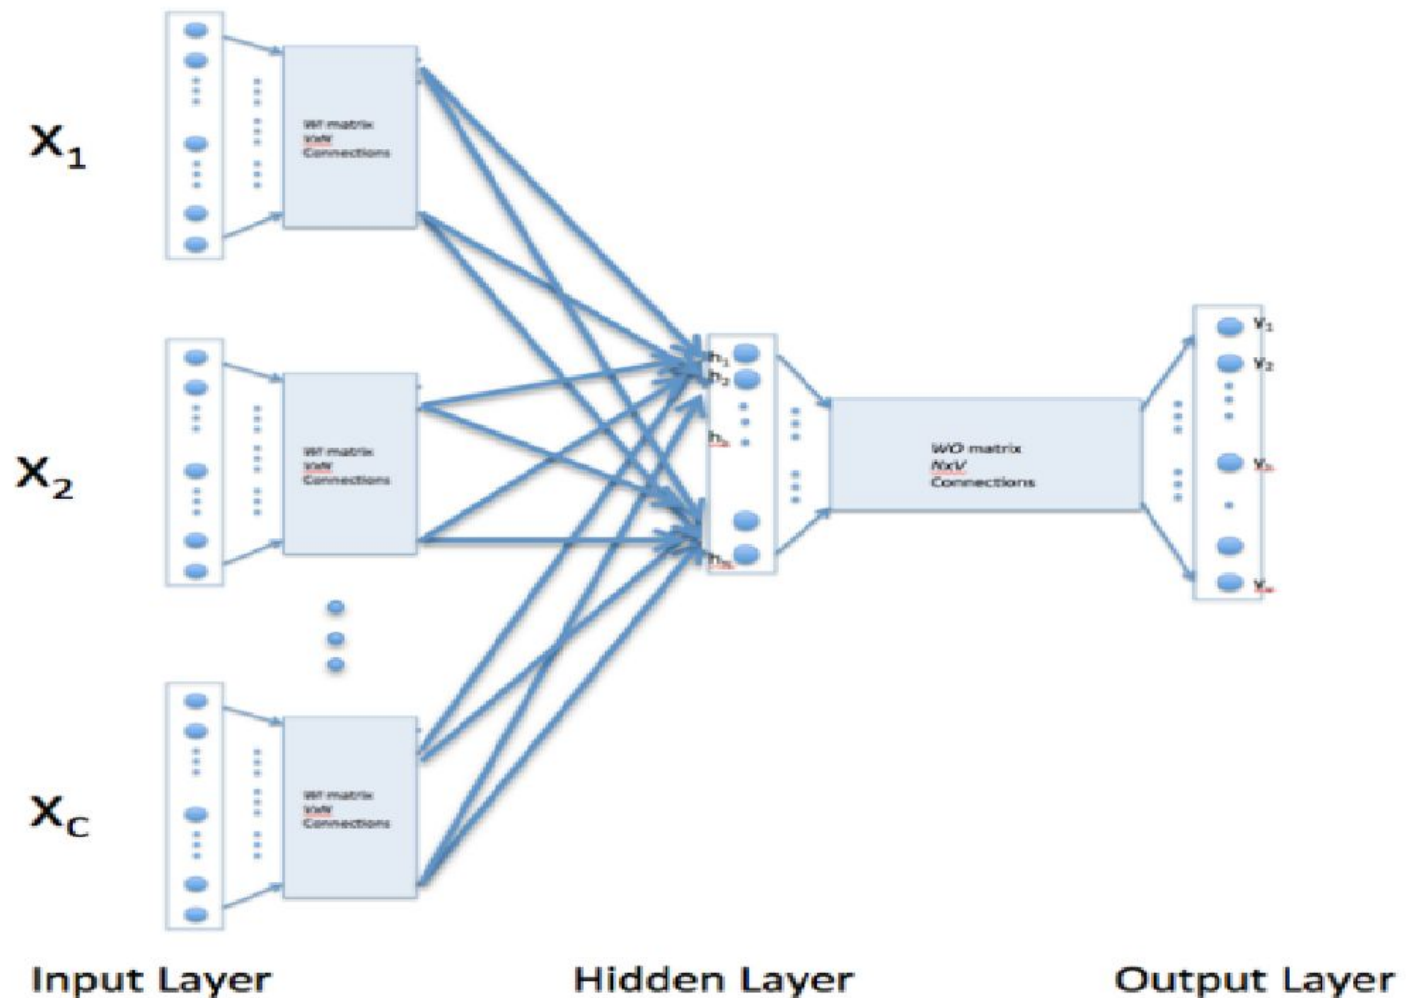 X₁
WI matrix
VxN
Connections
X₂
WI matrix
VxN
Connections
X_C
WI matrix
VxN
Connections
h₁
h₂
WO matrix
NxV
Connections
y₁
y₂
Input Layer
Hidden Layer
Output Layer